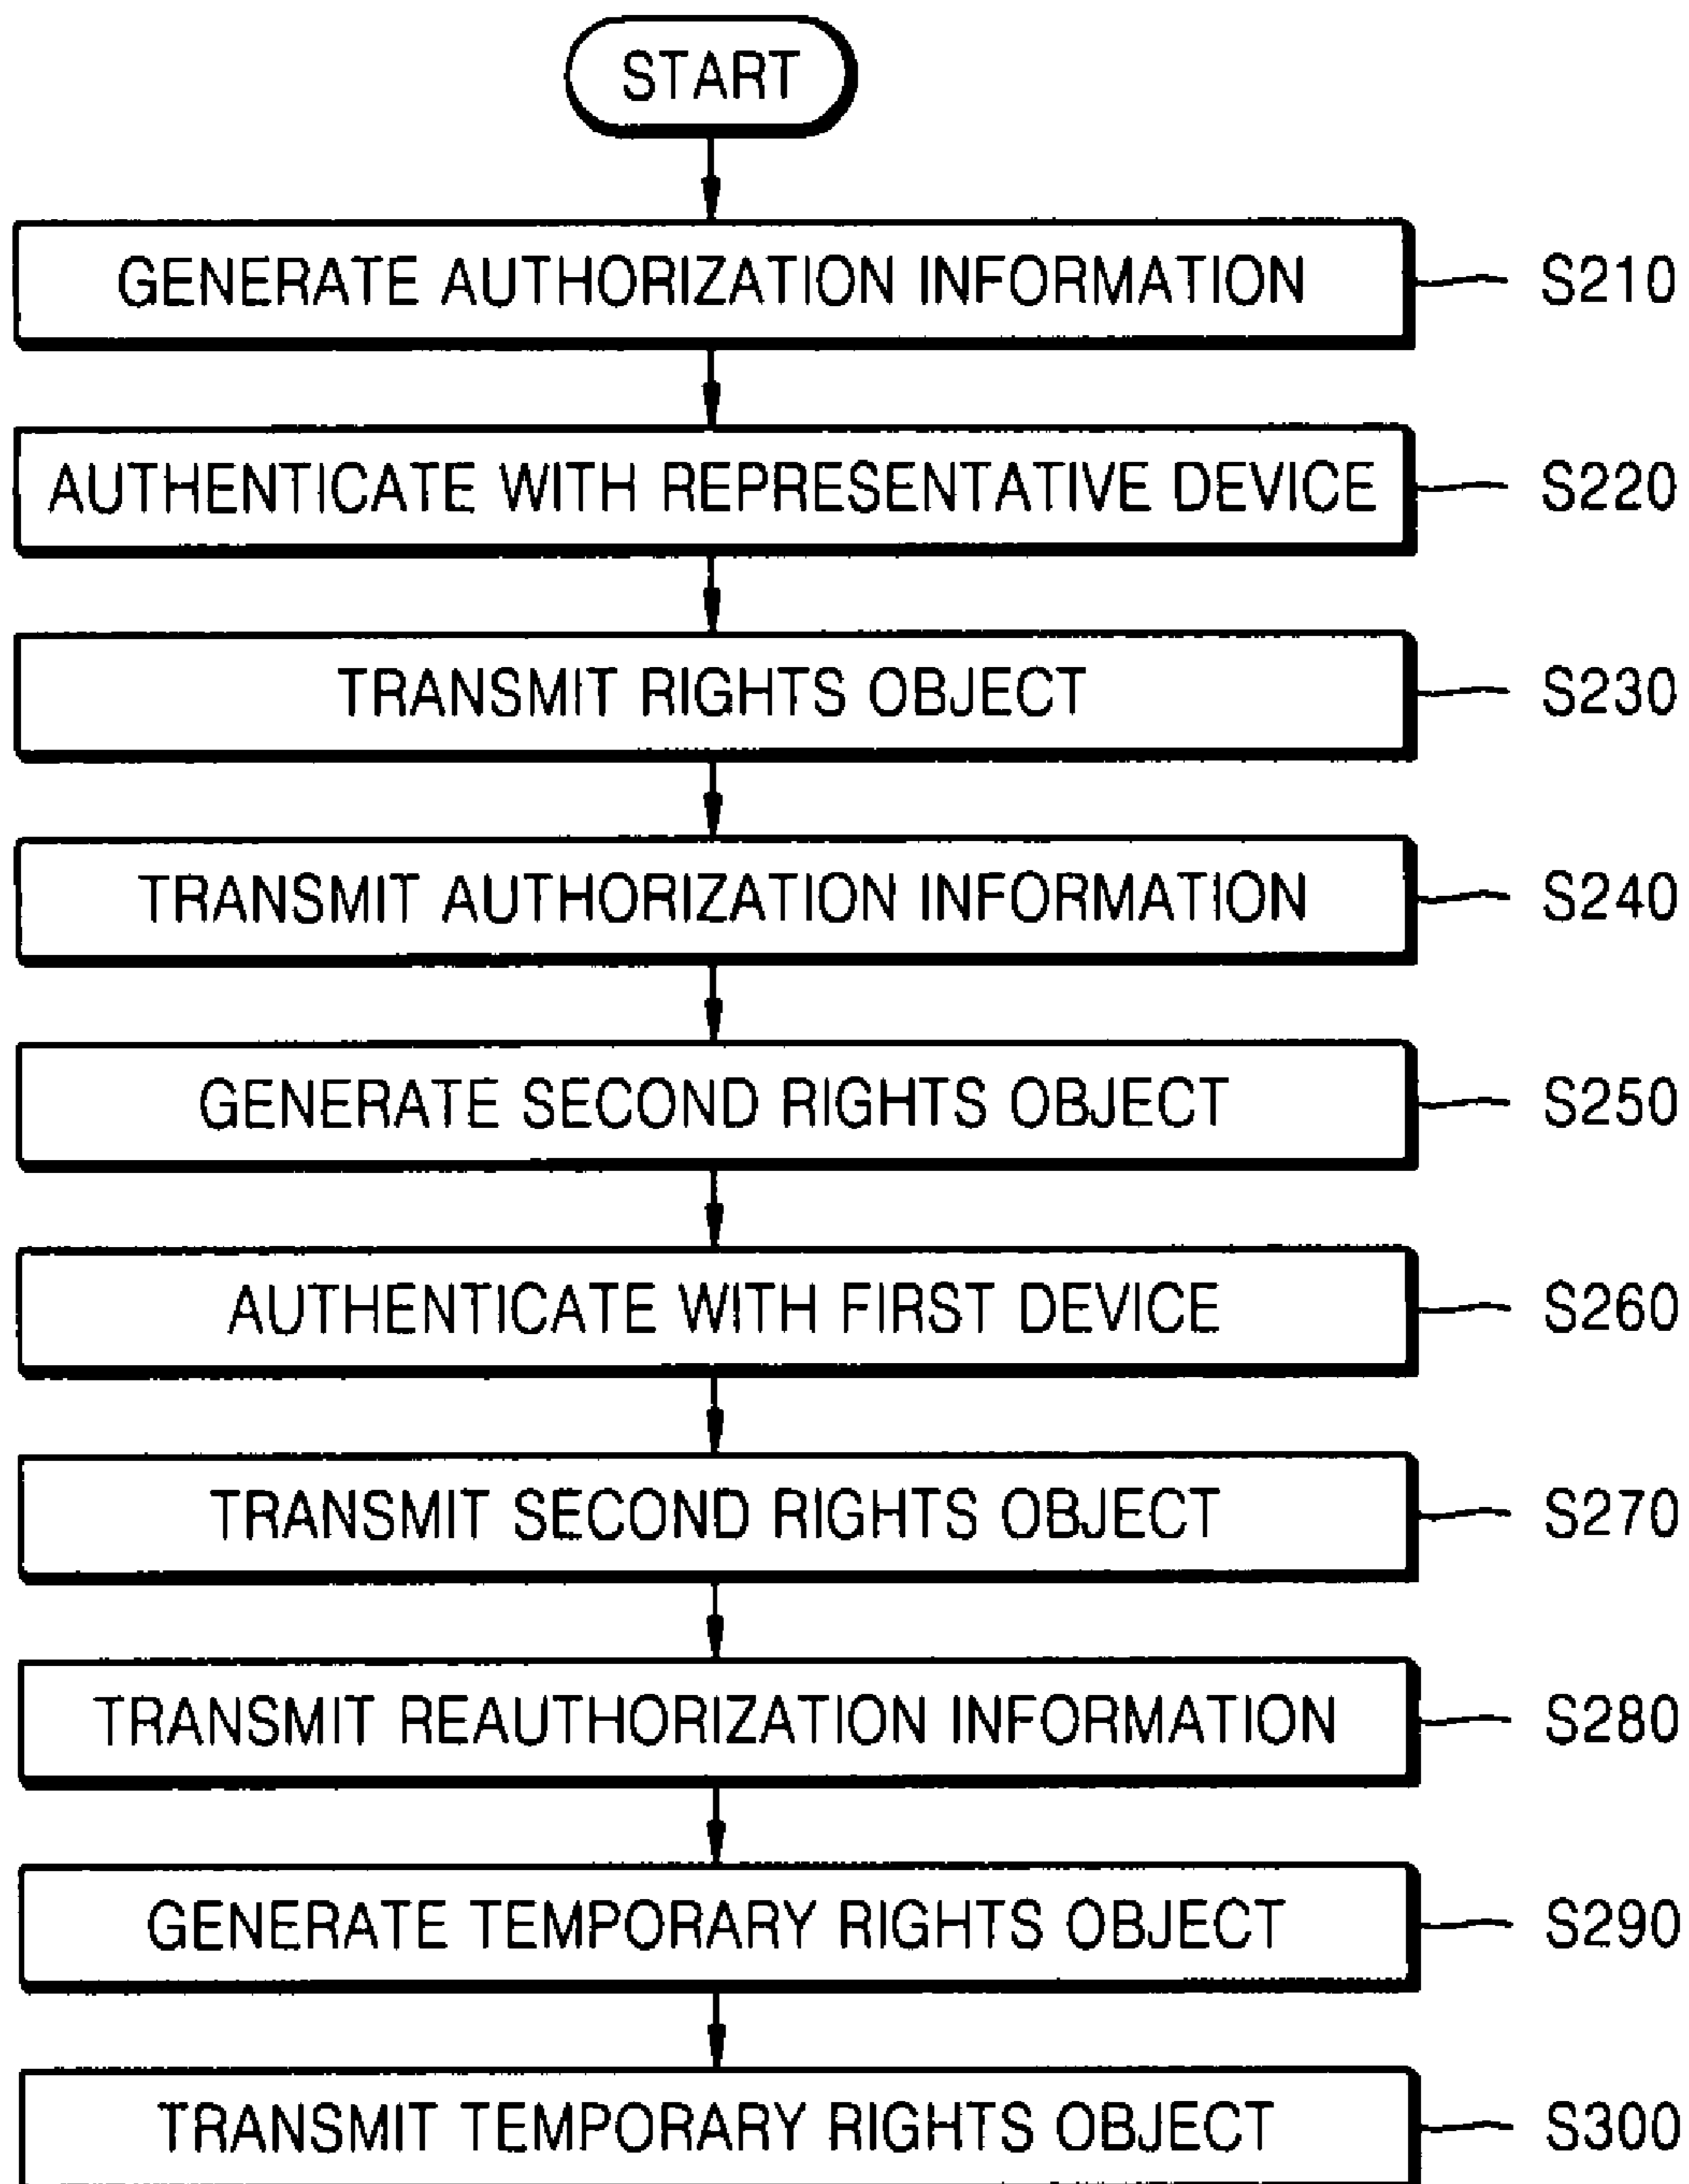 START
GENERATE AUTHORIZATION INFORMATION S210
AUTHENTICATE WITH REPRESENTATIVE DEVICE S220
TRANSMIT RIGHTS OBJECT S230
TRANSMIT AUTHORIZATION INFORMATION S240
GENERATE SECOND RIGHTS OBJECT S250
AUTHENTICATE WITH FIRST DEVICE S260
TRANSMIT SECOND RIGHTS OBJECT S270
TRANSMIT REAUTHORIZATION INFORMATION S280
GENERATE TEMPORARY RIGHTS OBJECT S290
TRANSMIT TEMPORARY RIGHTS OBJECT S300